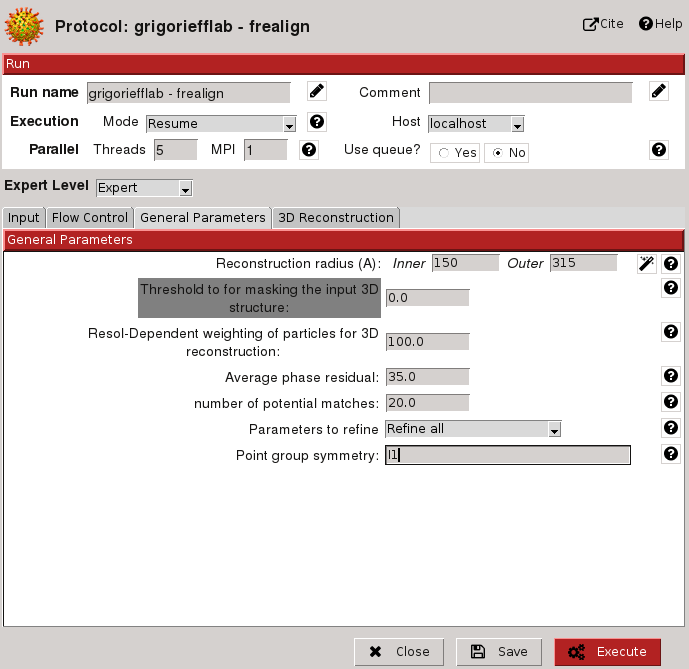 Protocol: grigoriefflab - frealign Cite Help
Run
Run name grigoriefflab - frealign Comment
Execution Mode Resume Host localhost
Parallel Threads 5 MPI 1 Use queue? Yes No
Expert Level Expert
Input Flow Control General Parameters 3D Reconstruction
General Parameters
Reconstruction radius (A): Inner 150 Outer 315
Threshold to for masking the input 3D
structure: 0.0
Resol-Dependent weighting of particles for 3D
reconstruction: 100.0
Average phase residual: 35.0
number of potential matches: 20.0
Parameters to refine Refine all
Point group symmetry: I1
Close Save Execute